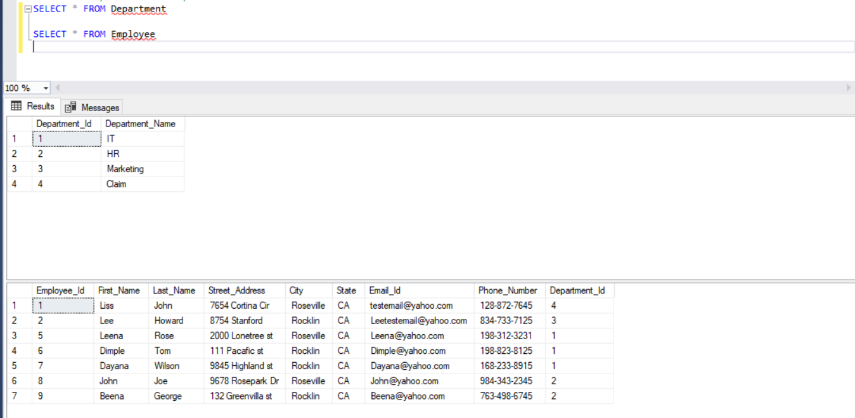 SELECT * FROM Department
SELECT * FROM Employee
100 %
Results Messages
Department_Id Department_Name
1 1 IT
2 2 HR
3 3 Marketing
4 4 Claim
Employee_Id First_Name Last_Name Street_Address City State Email_Id Phone_Number Department_Id
1 1 Liss John 7654 Cortina Cir Roseville CA testemail@yahoo.com 128-872-7645 4
2 2 Lee Howard 8754 Stanford Rocklin CA Leetestemail@yahoo.com 834-733-7125 3
3 5 Leena Rose 2000 Lonetree st Roseville CA Leena@yahoo.com 198-312-3231 1
4 6 Dimple Tom 111 Pacafic st Rocklin CA Dimple@yahoo.com 198-823-8125 1
5 7 Dayana Wilson 9845 Highland st Rocklin CA Dayana@yahoo.com 168-233-8915 1
6 8 John Joe 9678 Rosepark Dr Roseville CA John@yahoo.com 984-343-2345 2
7 9 Beena George 132 Greenvilla st Rocklin CA Beena@yahoo.com 763-498-6745 2